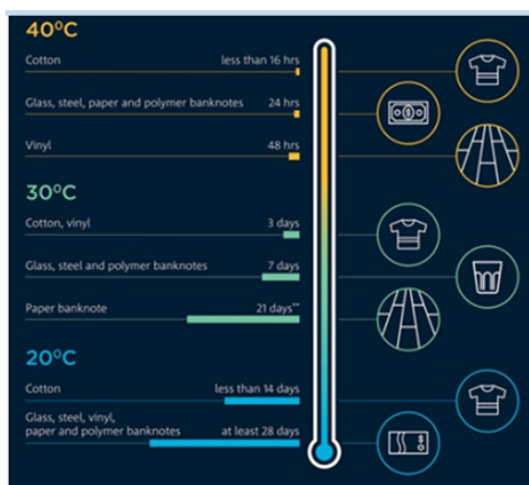 40°C
Cotton less than 16 hrs
Glass, steel, paper and polymer banknotes 24 hrs
Vinyl 48 hrs
30°C
Cotton, vinyl 3 days
Glass, steel and polymer banknotes 7 days
Paper banknote 21 days**
20°C
Cotton less than 14 days
Glass, steel, vinyl,
paper and polymer banknotes at least 28 days